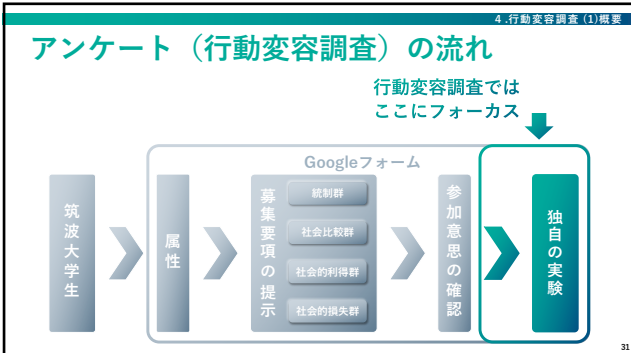 4 .行動変容調査 (1)概要
アンケート（行動変容調査）の流れ
行動変容調査では
ここにフォーカス
Googleフォーム
筑波大学生
属性
募集要項の提示
統制群
社会比較群
社会的利得群
社会的損失群
参加意思の確認
独自の実験
31